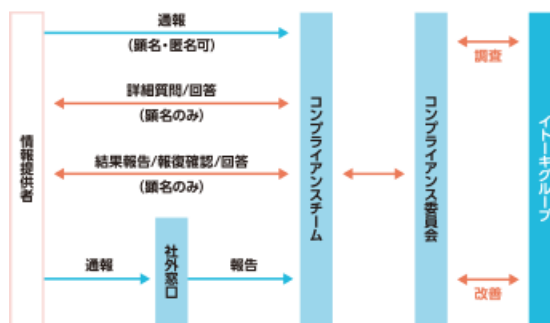 通報
(顕名・匿名可)
詳細質問/回答
(顕名のみ)
結果報告/報復確認/回答
(顕名のみ)
通報
報告
情報提供者
社外窓口
コンプライアンスチーム
コンプライアンス委員会
調査
改善
イトーキグループ